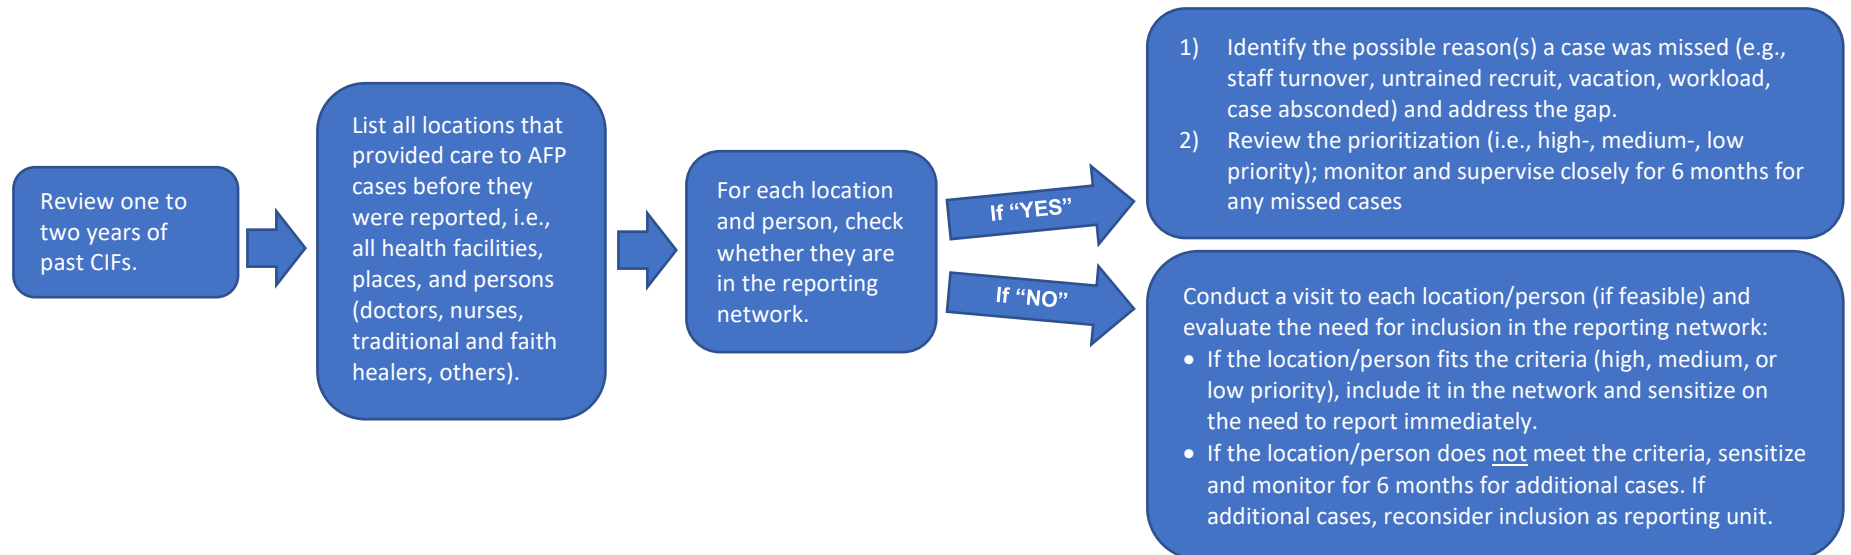 Review one to
two years of
past CIFs.
List all locations that
provided care to AFP
cases before they
were reported, i.e.,
all health facilities,
places, and persons
(doctors, nurses,
traditional and faith
healers, others).
For each location
and person, check
whether they are
in the reporting
network.
If “YES”
1) Identify the possible reason(s) a case was missed (e.g.,
staff turnover, untrained recruit, vacation, workload,
case absconded) and address the gap.
2) Review the prioritization (i.e., high-, medium-, low
priority); monitor and supervise closely for 6 months for
any missed cases
If “NO”
Conduct a visit to each location/person (if feasible) and
evaluate the need for inclusion in the reporting network:
• If the location/person fits the criteria (high, medium, or
low priority), include it in the network and sensitize on
the need to report immediately.
• If the location/person does not meet the criteria, sensitize
and monitor for 6 months for additional cases. If
additional cases, reconsider inclusion as reporting unit.